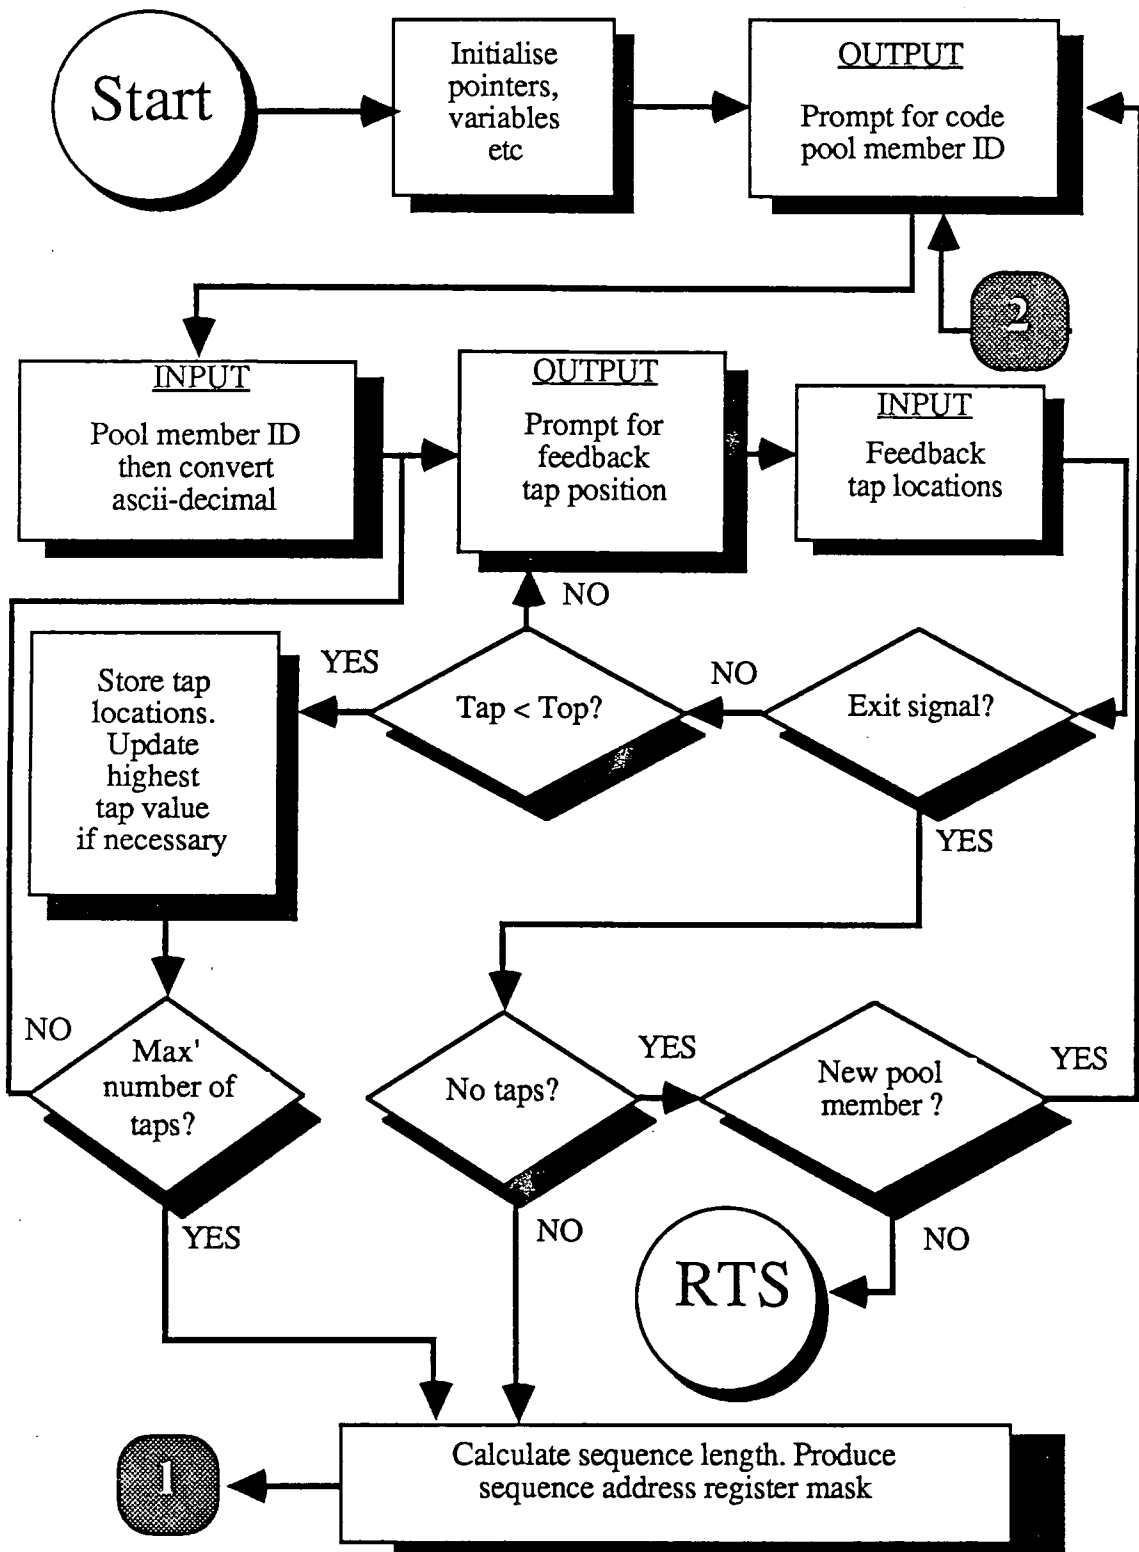 Start
Initialise
pointers,
variables
etc
OUTPUT
Prompt for code
pool member ID
2
INPUT
Pool member ID
then convert
ascii-decimal
OUTPUT
Prompt for
feedback
tap position
INPUT
Feedback
tap locations
NO
YES
Tap < Top?
NO
Exit signal?
YES
Store tap
locations.
Update
highest
tap value
if necessary
NO
Max'
number of
taps?
YES
No taps?
YES
NO
New pool
member ?
YES
NO
RTS
Calculate sequence length. Produce
sequence address register mask
1